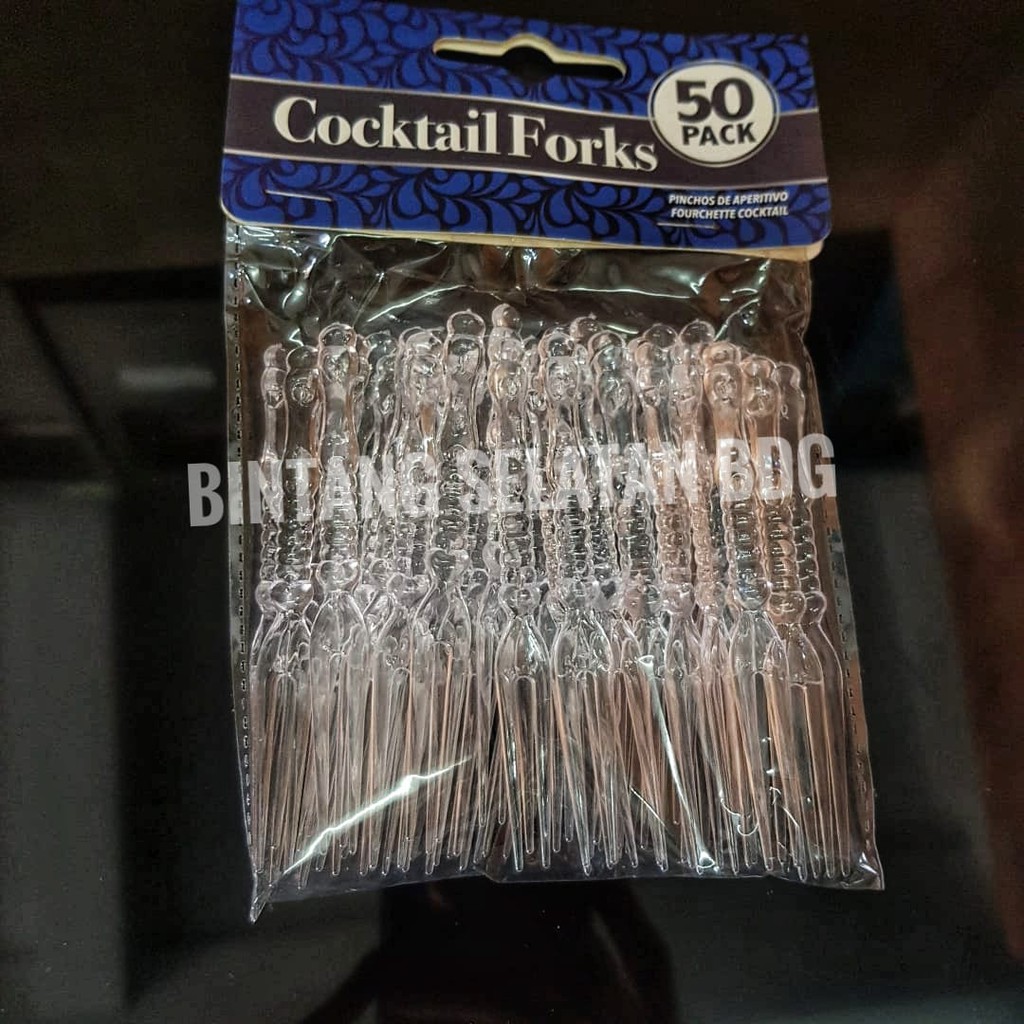 Cocktail Forks
50
PACK
PINCHOS DE APERITIVO
FOURCHETTE COCKTAIL
BINTANG SELATAN BDG